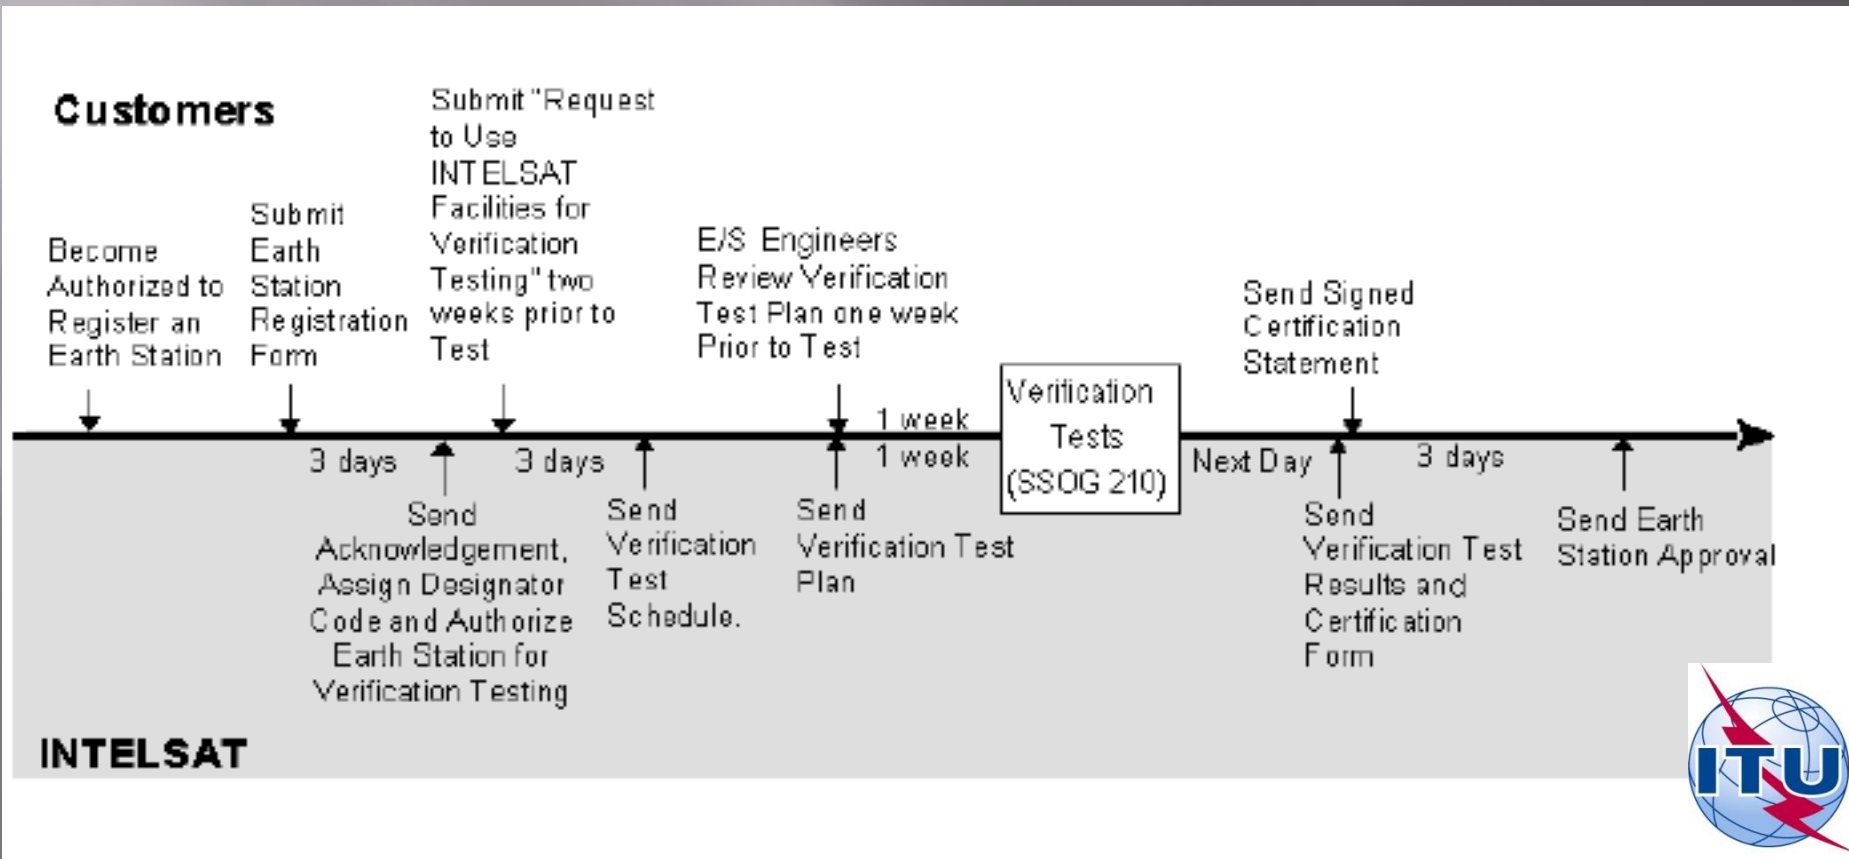 Customers
Become
Authorized to
Register an
Earth Station
Submit
Earth
Station
Registration
Form
Submit "Request
to Use
INTELSAT
Facilities for
Verification
Testing" two
weeks prior to
Test
E/S Engineers
Review Verification
Test Plan one week
Prior to Test
Send Signed
Certification
Statement
1 week
Verification
Tests
(SSOG 210)
3 days
3 days
1 week
Next Day
3 days
Send
Acknowledgement,
Assign Designator
Code and Authorize
Earth Station for
Verification Testing
Send
Verification
Test
Schedule.
Send
Verification Test
Plan
Send
Verification Test
Results and
Certification
Form
Send Earth
Station Approval
INTELSAT
ITU